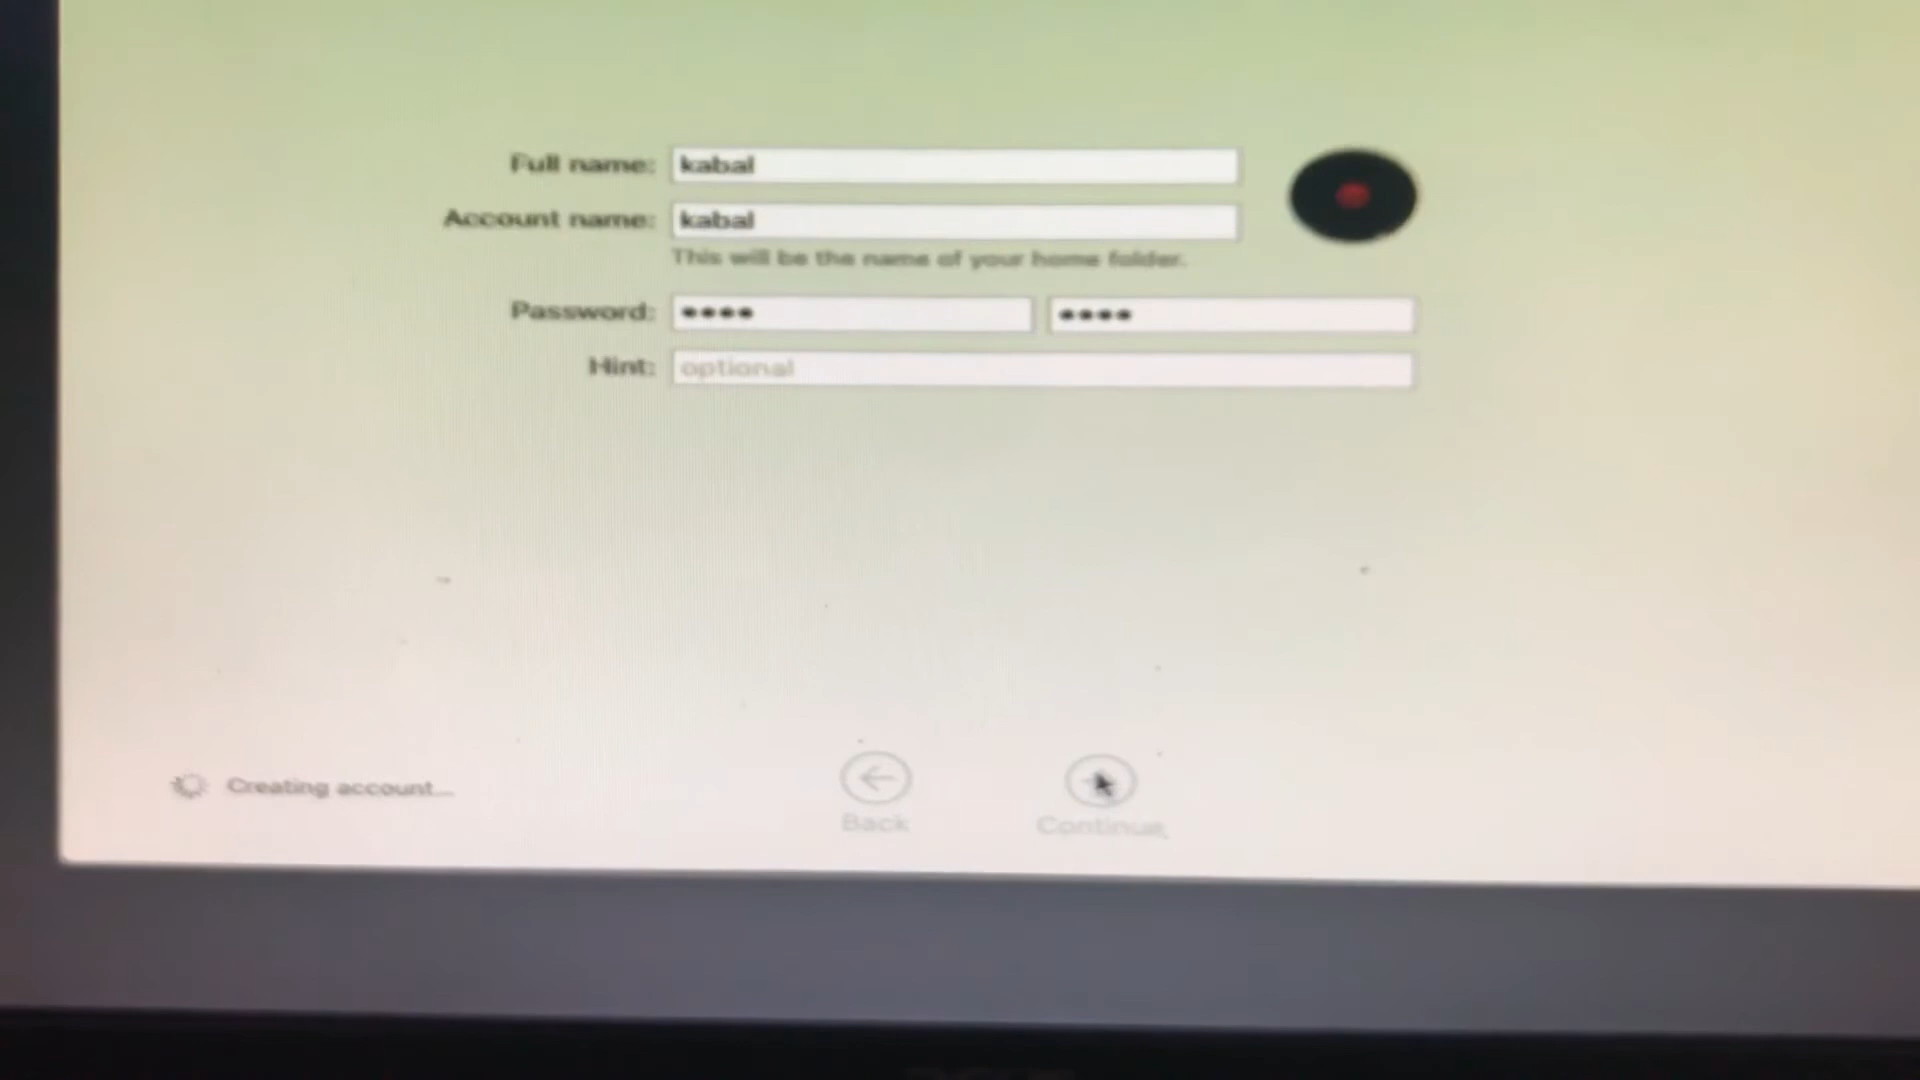 Full name: kabal
Account name: kabal
This will be the name of your home folder.
Password: •••• ••••
Hint: optional
Creating account...
Back
Continue